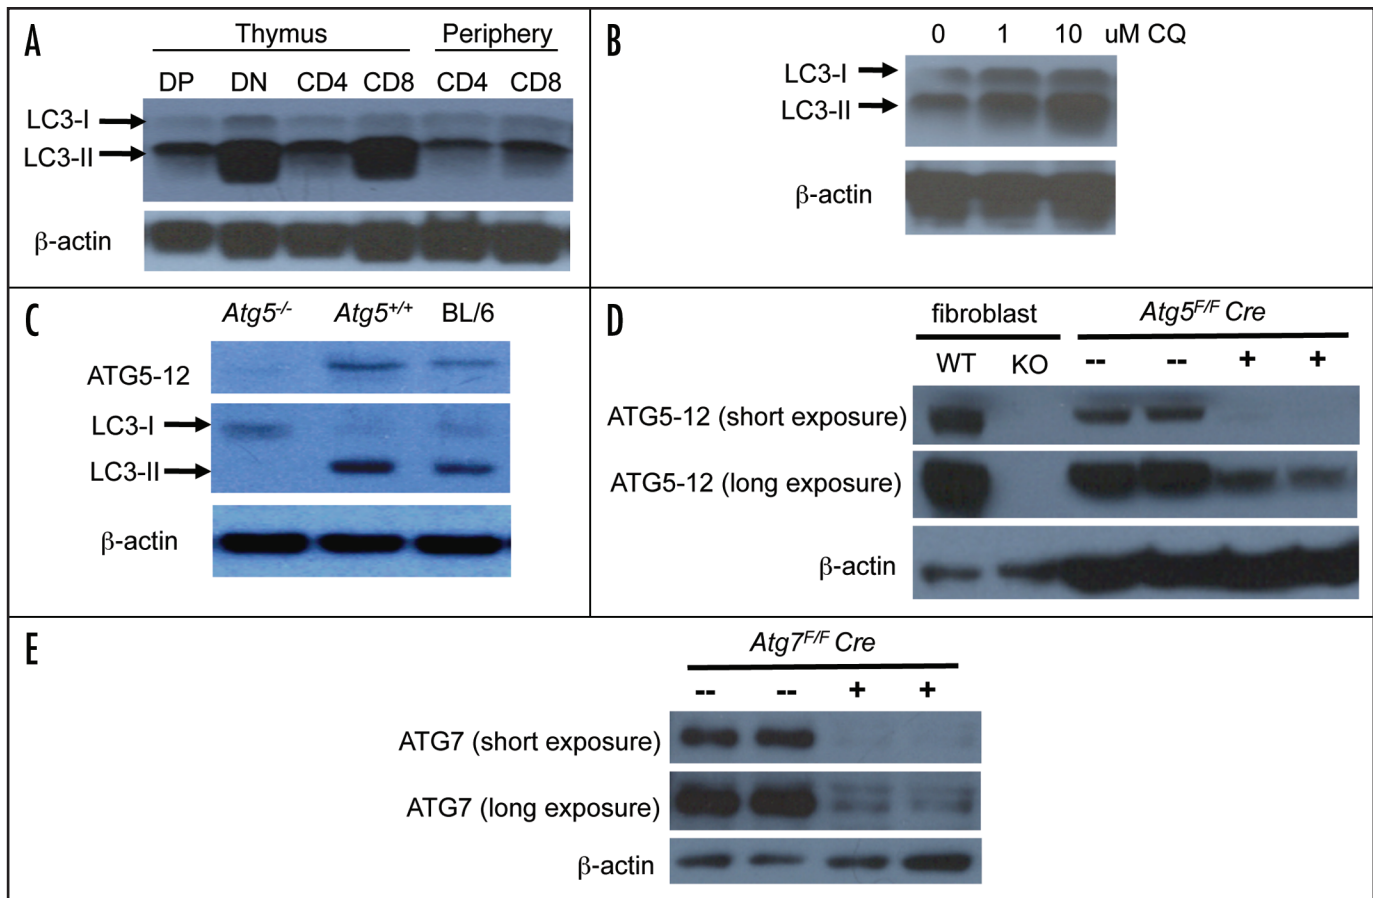 A
Thymus Periphery
DP DN CD4 CD8 CD4 CD8
LC3-I
LC3-II
β-actin
B
0 1 10 uM CQ
LC3-I
LC3-II
β-actin
C
Atg5-/- Atg5+/+ BL/6
ATG5-12
LC3-I
LC3-II
β-actin
D
fibroblast Atg5F/F Cre
WT KO -- -- + +
ATG5-12 (short exposure)
ATG5-12 (long exposure)
β-actin
E
Atg7F/F Cre
-- -- + +
ATG7 (short exposure)
ATG7 (long exposure)
β-actin